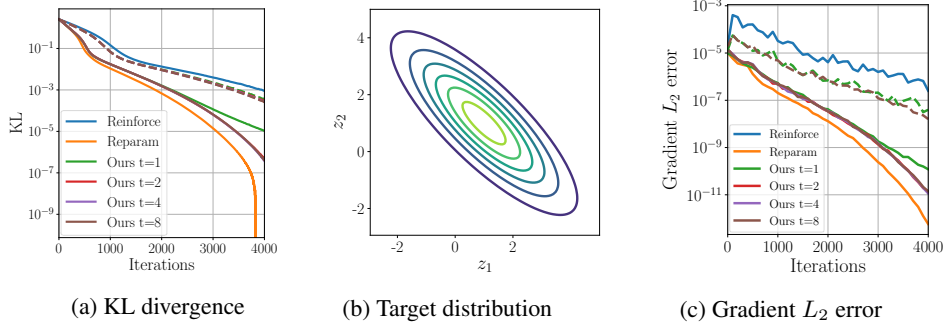 10⁻¹
10⁻³
10⁻⁵
10⁻⁷
10⁻⁹
KL
Reinforce
Reparam
Ours t=1
Ours t=2
Ours t=4
Ours t=8
0 1000 2000 3000 4000
Iterations
(a) KL divergence
4
2
0
-2
z₂
-2 0 2
z₁
(b) Target distribution
10⁻³
10⁻⁵
10⁻⁷
10⁻⁹
10⁻¹¹
Gradient L₂ error
Reinforce
Reparam
Ours t=1
Ours t=2
Ours t=4
Ours t=8
0 1000 2000 3000 4000
Iterations
(c) Gradient L₂ error